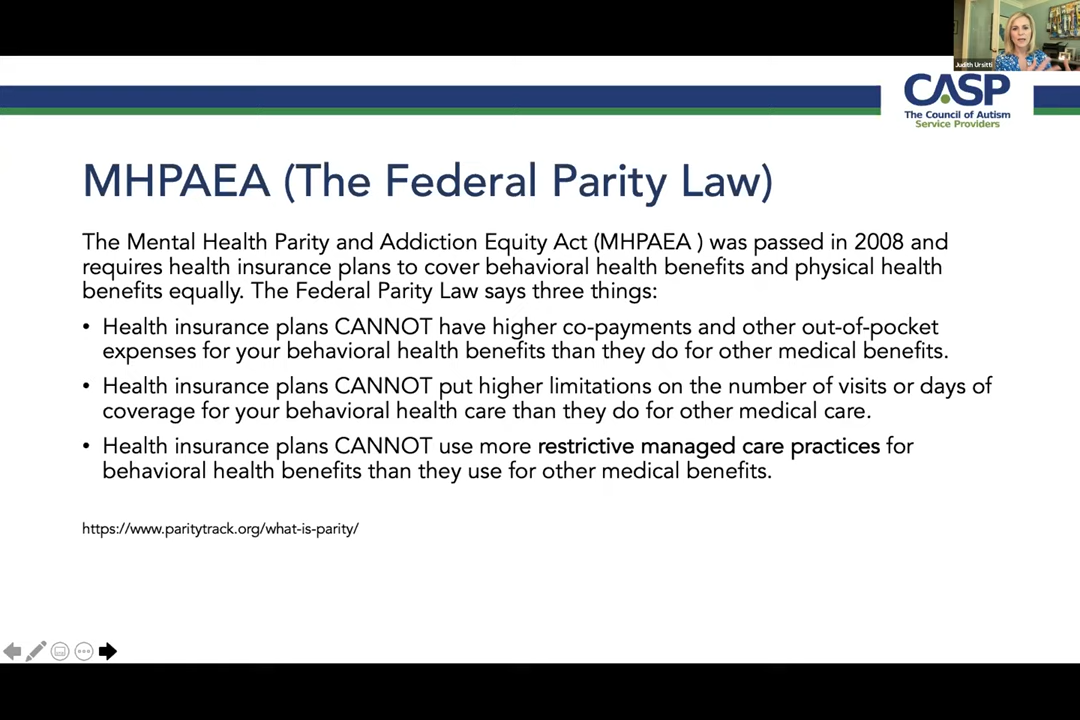 Judith Ursitti
CASP
The Council of Autism
Service Providers
MHPAEA (The Federal Parity Law)
The Mental Health Parity and Addiction Equity Act (MHPAEA ) was passed in 2008 and
requires health insurance plans to cover behavioral health benefits and physical health
benefits equally. The Federal Parity Law says three things:
• Health insurance plans CANNOT have higher co-payments and other out-of-pocket
expenses for your behavioral health benefits than they do for other medical benefits.
• Health insurance plans CANNOT put higher limitations on the number of visits or days of
coverage for your behavioral health care than they do for other medical care.
• Health insurance plans CANNOT use more restrictive managed care practices for
behavioral health benefits than they use for other medical benefits.
https://www.paritytrack.org/what-is-parity/